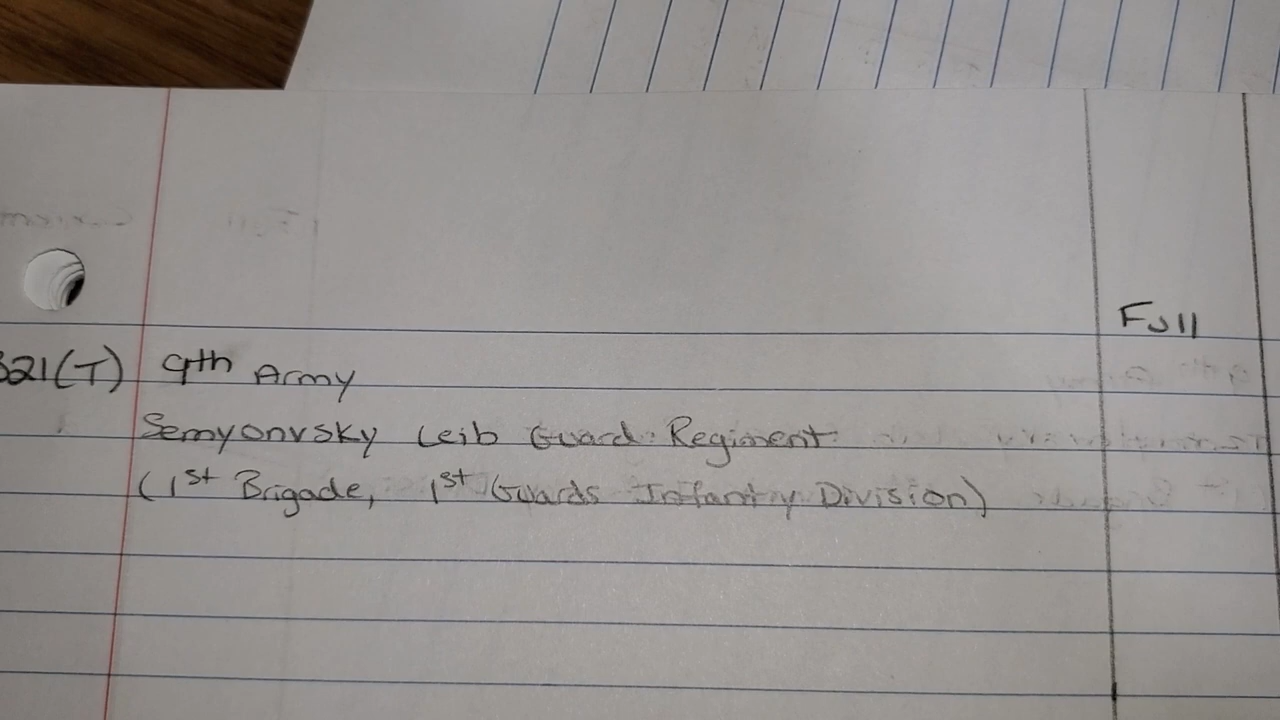 Full
321(T) 9th Army
Semyonvsky Leib Guard Regiment
(1st Brigade, 1st Guards Infantry Division)